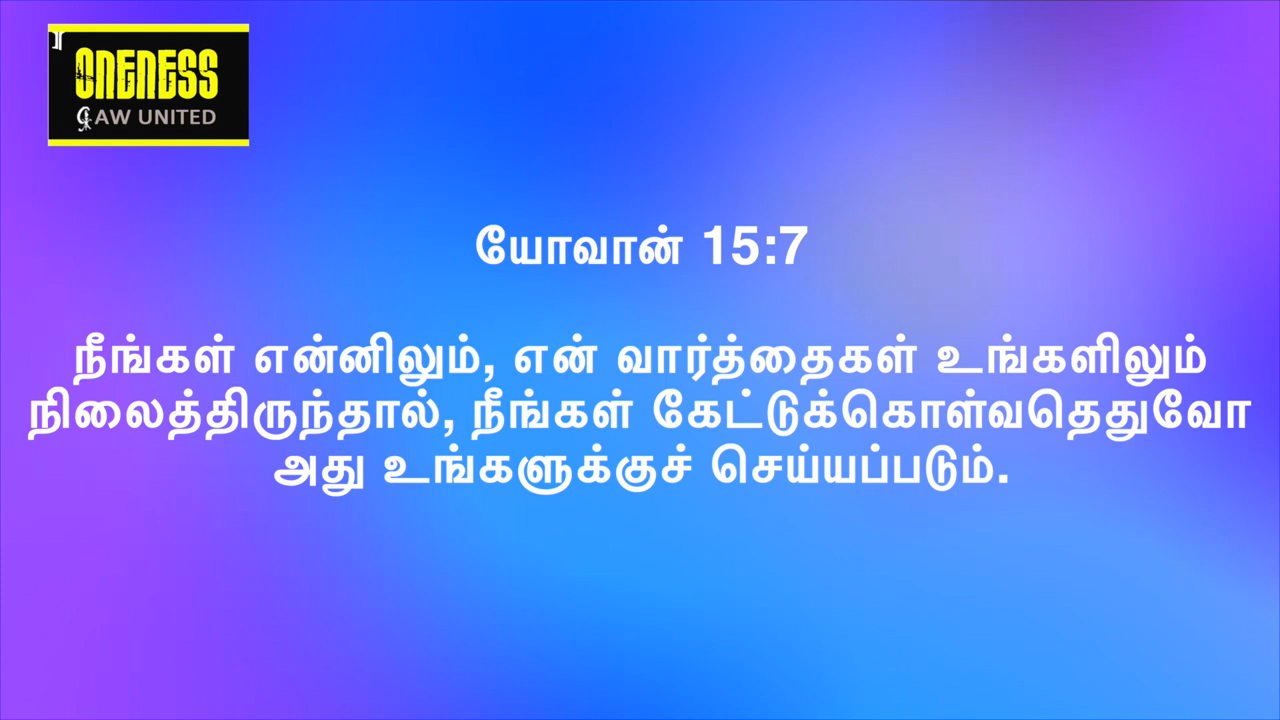 ONENESS
AW UNITED
யோவான் 15:7
நீங்கள் என்னிலும், என் வார்த்தைகள் உங்களிலும்
நிலைத்திருந்தால், நீங்கள் கேட்டுக்கொள்வதெதுவோ
அது உங்களுக்குச் செய்யப்படும்.